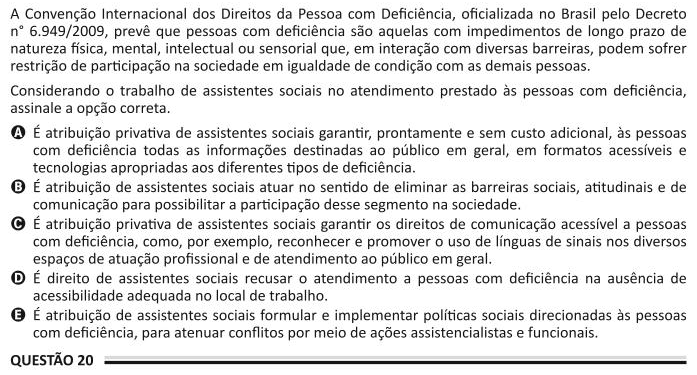 A Convenção Internacional dos Direitos da Pessoa com Deficiência, oficializada no Brasil pelo Decreto
n° 6.949/2009, prevê que pessoas com deficiência são aquelas com impedimentos de longo prazo de
natureza física, mental, intelectual ou sensorial que, em interação com diversas barreiras, podem sofrer
restrição de participação na sociedade em igualdade de condição com as demais pessoas.
Considerando o trabalho de assistentes sociais no atendimento prestado às pessoas com deficiência,
assinale a opção correta.
A É atribuição privativa de assistentes sociais garantir, prontamente e sem custo adicional, às pessoas
com deficiência todas as informações destinadas ao público em geral, em formatos acessíveis e
tecnologias apropriadas aos diferentes tipos de deficiência.
B É atribuição de assistentes sociais atuar no sentido de eliminar as barreiras sociais, atitudinais e de
comunicação para possibilitar a participação desse segmento na sociedade.
C É atribuição privativa de assistentes sociais garantir os direitos de comunicação acessível a pessoas
com deficiência, como, por exemplo, reconhecer e promover o uso de línguas de sinais nos diversos
espaços de atuação profissional e de atendimento ao público em geral.
D É direito de assistentes sociais recusar o atendimento a pessoas com deficiência na ausência de
acessibilidade adequada no local de trabalho.
E É atribuição de assistentes sociais formular e implementar políticas sociais direcionadas às pessoas
com deficiência, para atenuar conflitos por meio de ações assistencialistas e funcionais.
QUESTÃO 20